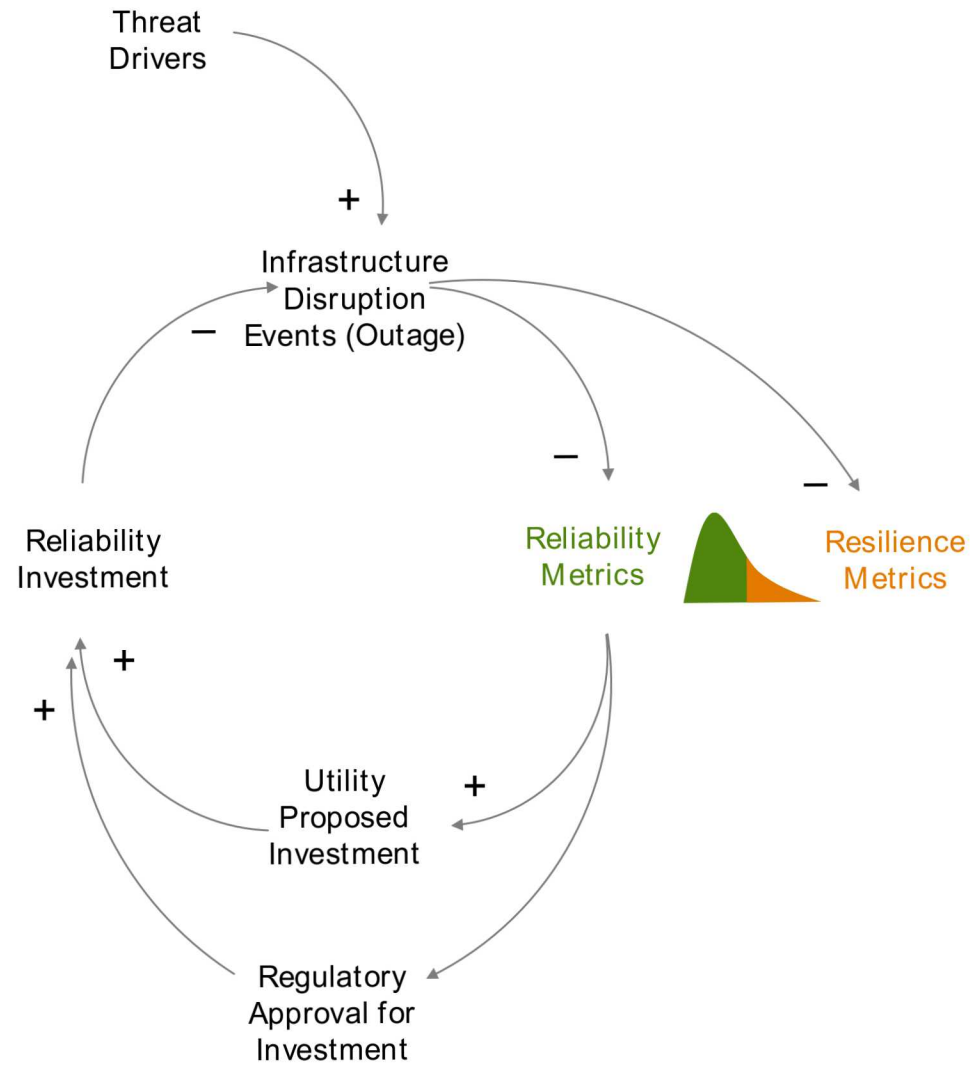 Threat
Drivers
+
Infrastructure
Disruption
Events (Outage)
–
–
–
Reliability
Investment
Reliability
Metrics
Resilience
Metrics
+
+
Utility
Proposed
Investment
+
Regulatory
Approval for
Investment